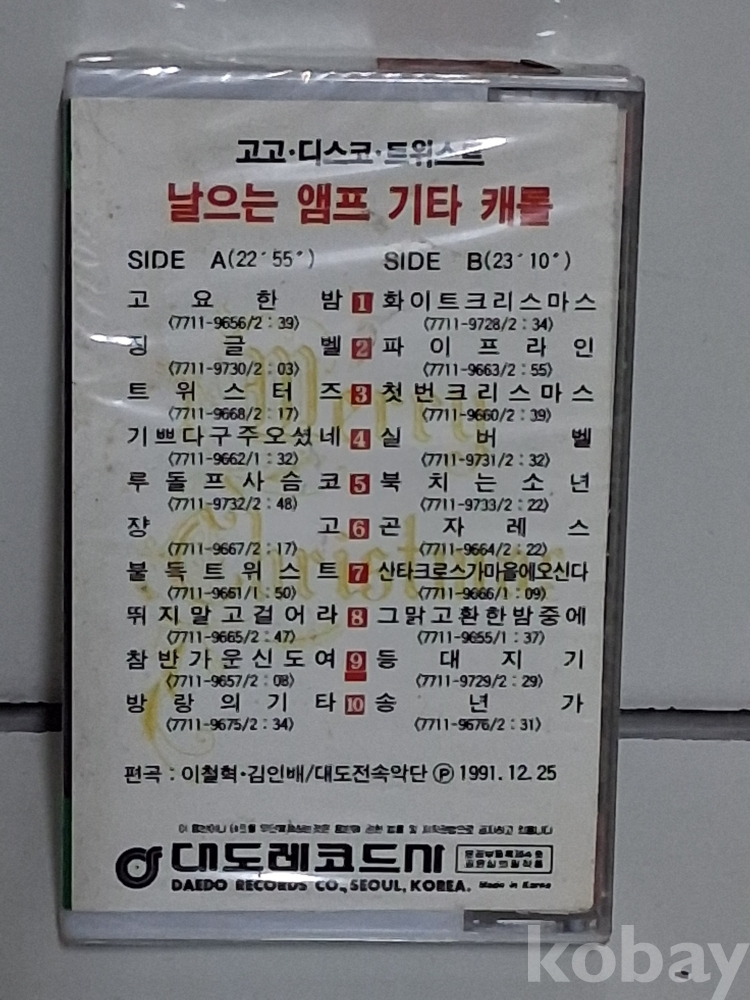 고고·디스코·트위스트
날으는 앰프 기타 캐롤
SIDE A(22´55") SIDE B(23´10")
고요한밤 1 화이트크리스마스
(7711-9656/2:39) (7711-9728/2:34)
징글벨 2 파이프라인
(7711-9730/2:03) (7711-9663/2:55)
트위스터즈 3 첫번크리스마스
(7711-9668/2:17) (7711-9660/2:39)
기쁘다구주오셨네 4 실버벨
(7711-9662/1:32) (7711-9731/2:32)
루돌프사슴코 5 북치는소년
(7711-9732/2:48) (7711-9733/2:22)
쟝고 6 곤자레스
(7711-9667/2:17) (7711-9664/2:22)
불독트위스트 7 산타크로스가마을에오신다
(7711-9661/1:50) (7711-9666/1:09)
뛰지말고걸어라 8 그맑고환한밤중에
(7711-9665/2:47) (7711-9655/1:37)
참반가운신도여 9 등대지기
(7711-9657/2:08) (7711-9729/2:29)
방랑의기타 10 송년가
(7711-9675/2:34) (7711-9676/2:31)
Merry Christmas
편곡 : 이철혁·김인배/대도전속악단 Ⓟ 1991.12.25
대도레코드사
DAEDO RECORDS CO., SEOUL, KOREA. Made in Korea
kobay